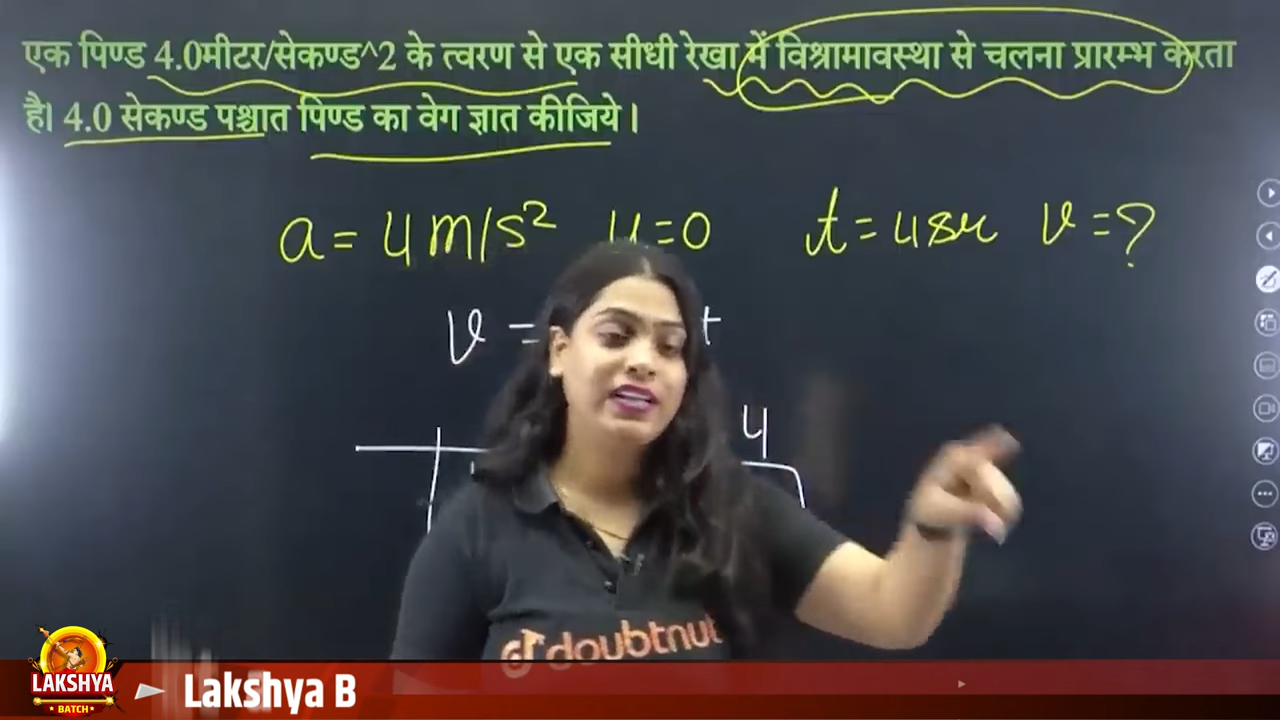 एक पिण्ड 4.0मीटर/सेकण्ड^2 के त्वरण से एक सीधी रेखा में विश्रामावस्था से चलना प्रारम्भ करता
है। 4.0 सेकण्ड पश्चात पिण्ड का वेग ज्ञात कीजिये ।
a = 4 m/s² u = 0 t = 4 sec v = ?
v = t
4
doubtnut
LAKSHYA
BATCH
Lakshya B